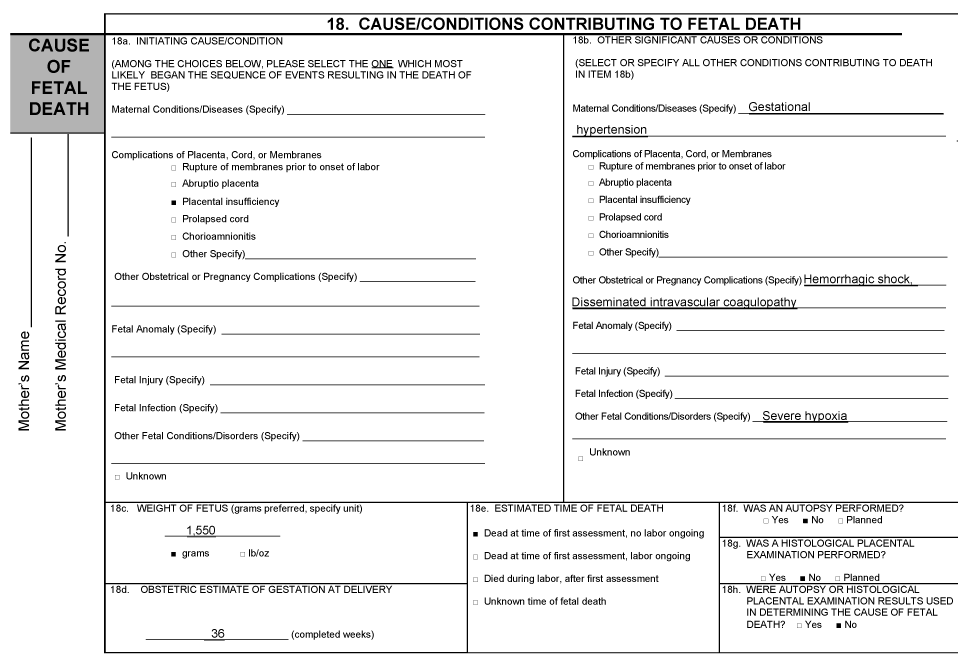 18. CAUSE/CONDITIONS CONTRIBUTING TO FETAL DEATH
CAUSE
OF
FETAL
DEATH
Mother's Name
Mother's Medical Record No.
18a. INITIATING CAUSE/CONDITION
(AMONG THE CHOICES BELOW, PLEASE SELECT THE ONE WHICH MOST
LIKELY BEGAN THE SEQUENCE OF EVENTS RESULTING IN THE DEATH OF
THE FETUS)
Maternal Conditions/Diseases (Specify)
Complications of Placenta, Cord, or Membranes
□ Rupture of membranes prior to onset of labor
□ Abruptio placenta
■ Placental insufficiency
□ Prolapsed cord
□ Chorioamnionitis
□ Other Specify)
Other Obstetrical or Pregnancy Complications (Specify)
Fetal Anomaly (Specify)
Fetal Injury (Specify)
Fetal Infection (Specify)
Other Fetal Conditions/Disorders (Specify)
□ Unknown
18b. OTHER SIGNIFICANT CAUSES OR CONDITIONS
(SELECT OR SPECIFY ALL OTHER CONDITIONS CONTRIBUTING TO DEATH
IN ITEM 18b)
Maternal Conditions/Diseases (Specify) Gestational
hypertension
Complications of Placenta, Cord, or Membranes
□ Rupture of membranes prior to onset of labor
□ Abruptio placenta
□ Placental insufficiency
□ Prolapsed cord
□ Chorioamnionitis
□ Other Specify)
Other Obstetrical or Pregnancy Complications (Specify) Hemorrhagic shock,
Disseminated intravascular coagulopathy
Fetal Anomaly (Specify)
Fetal Injury (Specify)
Fetal Infection (Specify)
Other Fetal Conditions/Disorders (Specify) Severe hypoxia
□ Unknown
18c. WEIGHT OF FETUS (grams preferred, specify unit)
1,550
■ grams □ lb/oz
18d. OBSTETRIC ESTIMATE OF GESTATION AT DELIVERY
36 (completed weeks)
18e. ESTIMATED TIME OF FETAL DEATH
■ Dead at time of first assessment, no labor ongoing
□ Dead at time of first assessment, labor ongoing
□ Died during labor, after first assessment
□ Unknown time of fetal death
18f. WAS AN AUTOPSY PERFORMED?
□ Yes ■ No □ Planned
18g. WAS A HISTOLOGICAL PLACENTAL
EXAMINATION PERFORMED?
□ Yes ■ No □ Planned
18h. WERE AUTOPSY OR HISTOLOGICAL
PLACENTAL EXAMINATION RESULTS USED
IN DETERMINING THE CAUSE OF FETAL
DEATH? □ Yes ■ No